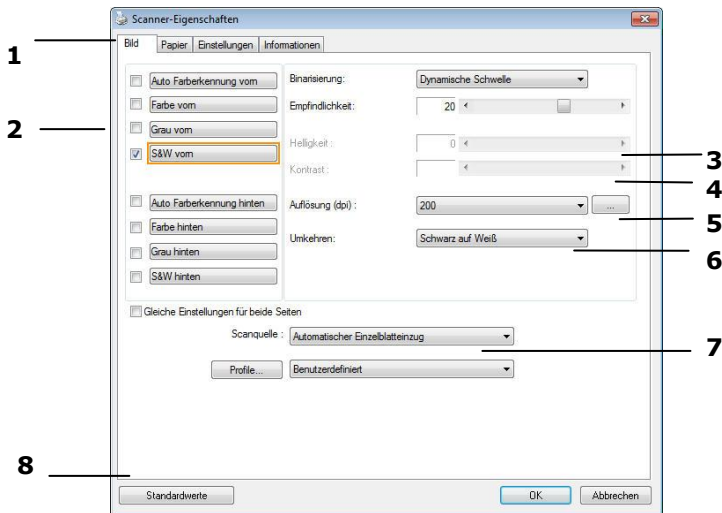 Scanner-Eigenschaften
1
Bild Papier Einstellungen Informationen
Auto Farberkennung vorn Binarisierung: Dynamische Schwelle
Farbe vorn Empfindlichkeit: 20
2 Grau vorn
S&W vorn Helligkeit : 0
3
Kontrast :
4
Auto Farberkennung hinten Auflösung (dpi) : 200 ...
5
Farbe hinten Umkehren: Schwarz auf Weiß
6
Grau hinten
S&W hinten
Gleiche Einstellungen für beide Seiten
Scanquelle : Automatischer Einzelblatteinzug
7
Profile... Benutzerdefiniert
8
Standardwerte OK Abbrechen